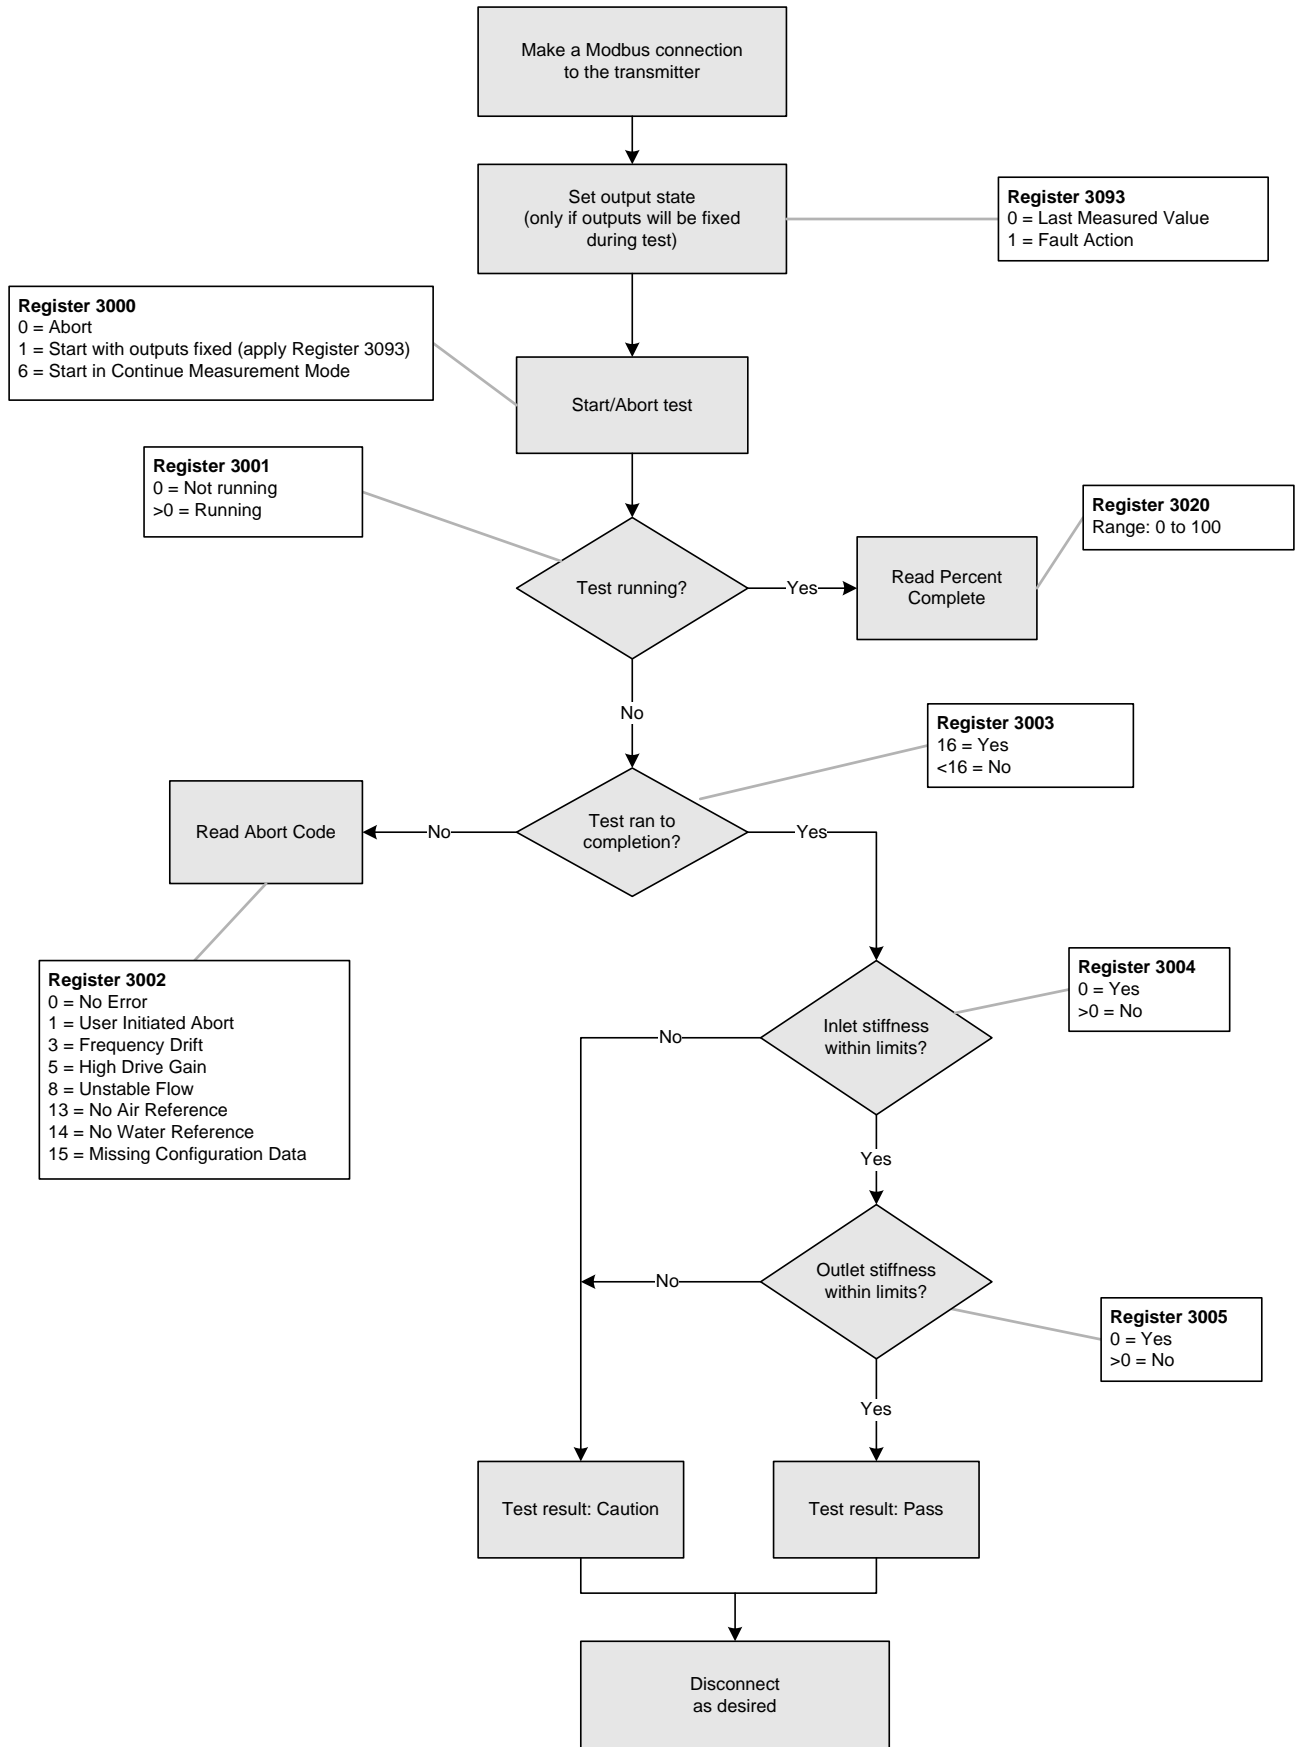 Make a Modbus connection
to the transmitter
Set output state
(only if outputs will be fixed
during test)
Register 3093
0 = Last Measured Value
1 = Fault Action
Register 3000
0 = Abort
1 = Start with outputs fixed (apply Register 3093)
6 = Start in Continue Measurement Mode
Start/Abort test
Register 3001
0 = Not running
>0 = Running
Test running?
Yes
Read Percent
Complete
Register 3020
Range: 0 to 100
No
Register 3003
16 = Yes
<16 = No
Test ran to
completion?
No
Read Abort Code
Yes
Register 3002
0 = No Error
1 = User Initiated Abort
3 = Frequency Drift
5 = High Drive Gain
8 = Unstable Flow
13 = No Air Reference
14 = No Water Reference
15 = Missing Configuration Data
Inlet stiffness
within limits?
Register 3004
0 = Yes
>0 = No
No
Yes
Outlet stiffness
within limits?
Register 3005
0 = Yes
>0 = No
No
Yes
Test result: Caution
Test result: Pass
Disconnect
as desired